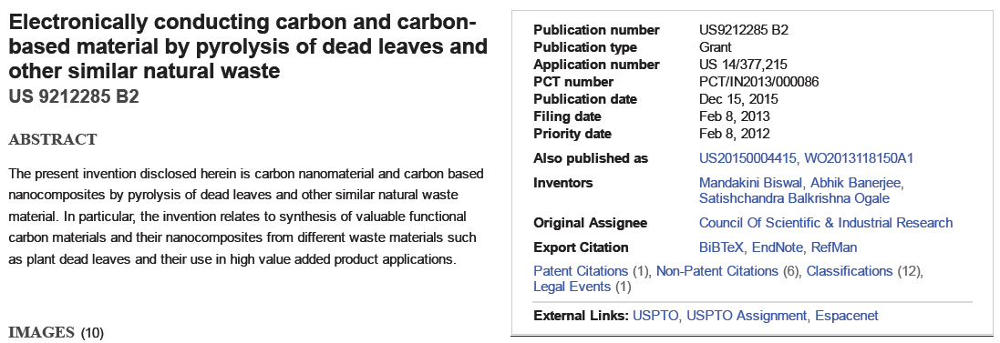 Electronically conducting carbon and carbon-
based material by pyrolysis of dead leaves and
other similar natural waste
US 9212285 B2
ABSTRACT
The present invention disclosed herein is carbon nanomaterial and carbon based
nanocomposites by pyrolysis of dead leaves and other similar natural waste
material. In particular, the invention relates to synthesis of valuable functional
carbon materials and their nanocomposites from different waste materials such
as plant dead leaves and their use in high value added product applications.
IMAGES (10)
Publication number US9212285 B2
Publication type Grant
Application number US 14/377,215
PCT number PCT/IN2013/000086
Publication date Dec 15, 2015
Filing date Feb 8, 2013
Priority date Feb 8, 2012
Also published as US20150004415, WO2013118150A1
Inventors Mandakini Biswal, Abhik Banerjee,
Satishchandra Balkrishna Ogale
Original Assignee Council Of Scientific & Industrial Research
Export Citation BiBTeX, EndNote, RefMan
Patent Citations (1), Non-Patent Citations (6), Classifications (12),
Legal Events (1)
External Links: USPTO, USPTO Assignment, Espacenet